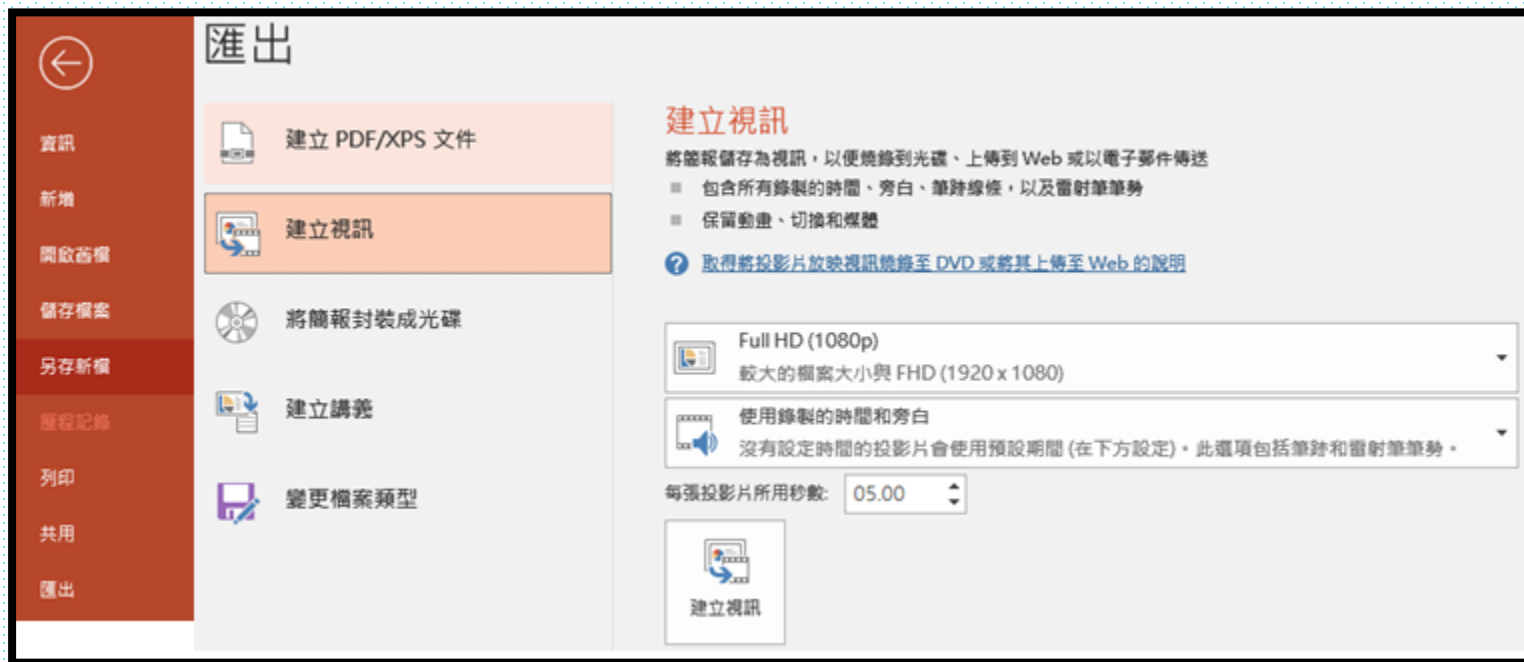 匯出
資訊
新增
開啟舊檔
儲存檔案
另存新檔
歷程記錄
列印
共用
匯出
建立 PDF/XPS 文件
建立視訊
將簡報封裝成光碟
建立講義
變更檔案類型
建立視訊
將簡報儲存為視訊，以便燒錄到光碟、上傳到 Web 或以電子郵件傳送
包含所有錄製的時間、旁白、筆跡線條，以及雷射筆筆勢
保留動畫、切換和媒體
取得將投影片放映視訊燒錄至 DVD 或將其上傳至 Web 的說明
Full HD (1080p)
較大的檔案大小與 FHD (1920 x 1080)
使用錄製的時間和旁白
沒有設定時間的投影片會使用預設期間 (在下方設定)。此選項包括筆跡和雷射筆筆勢。
每張投影片所用秒數: 05.00
建立視訊